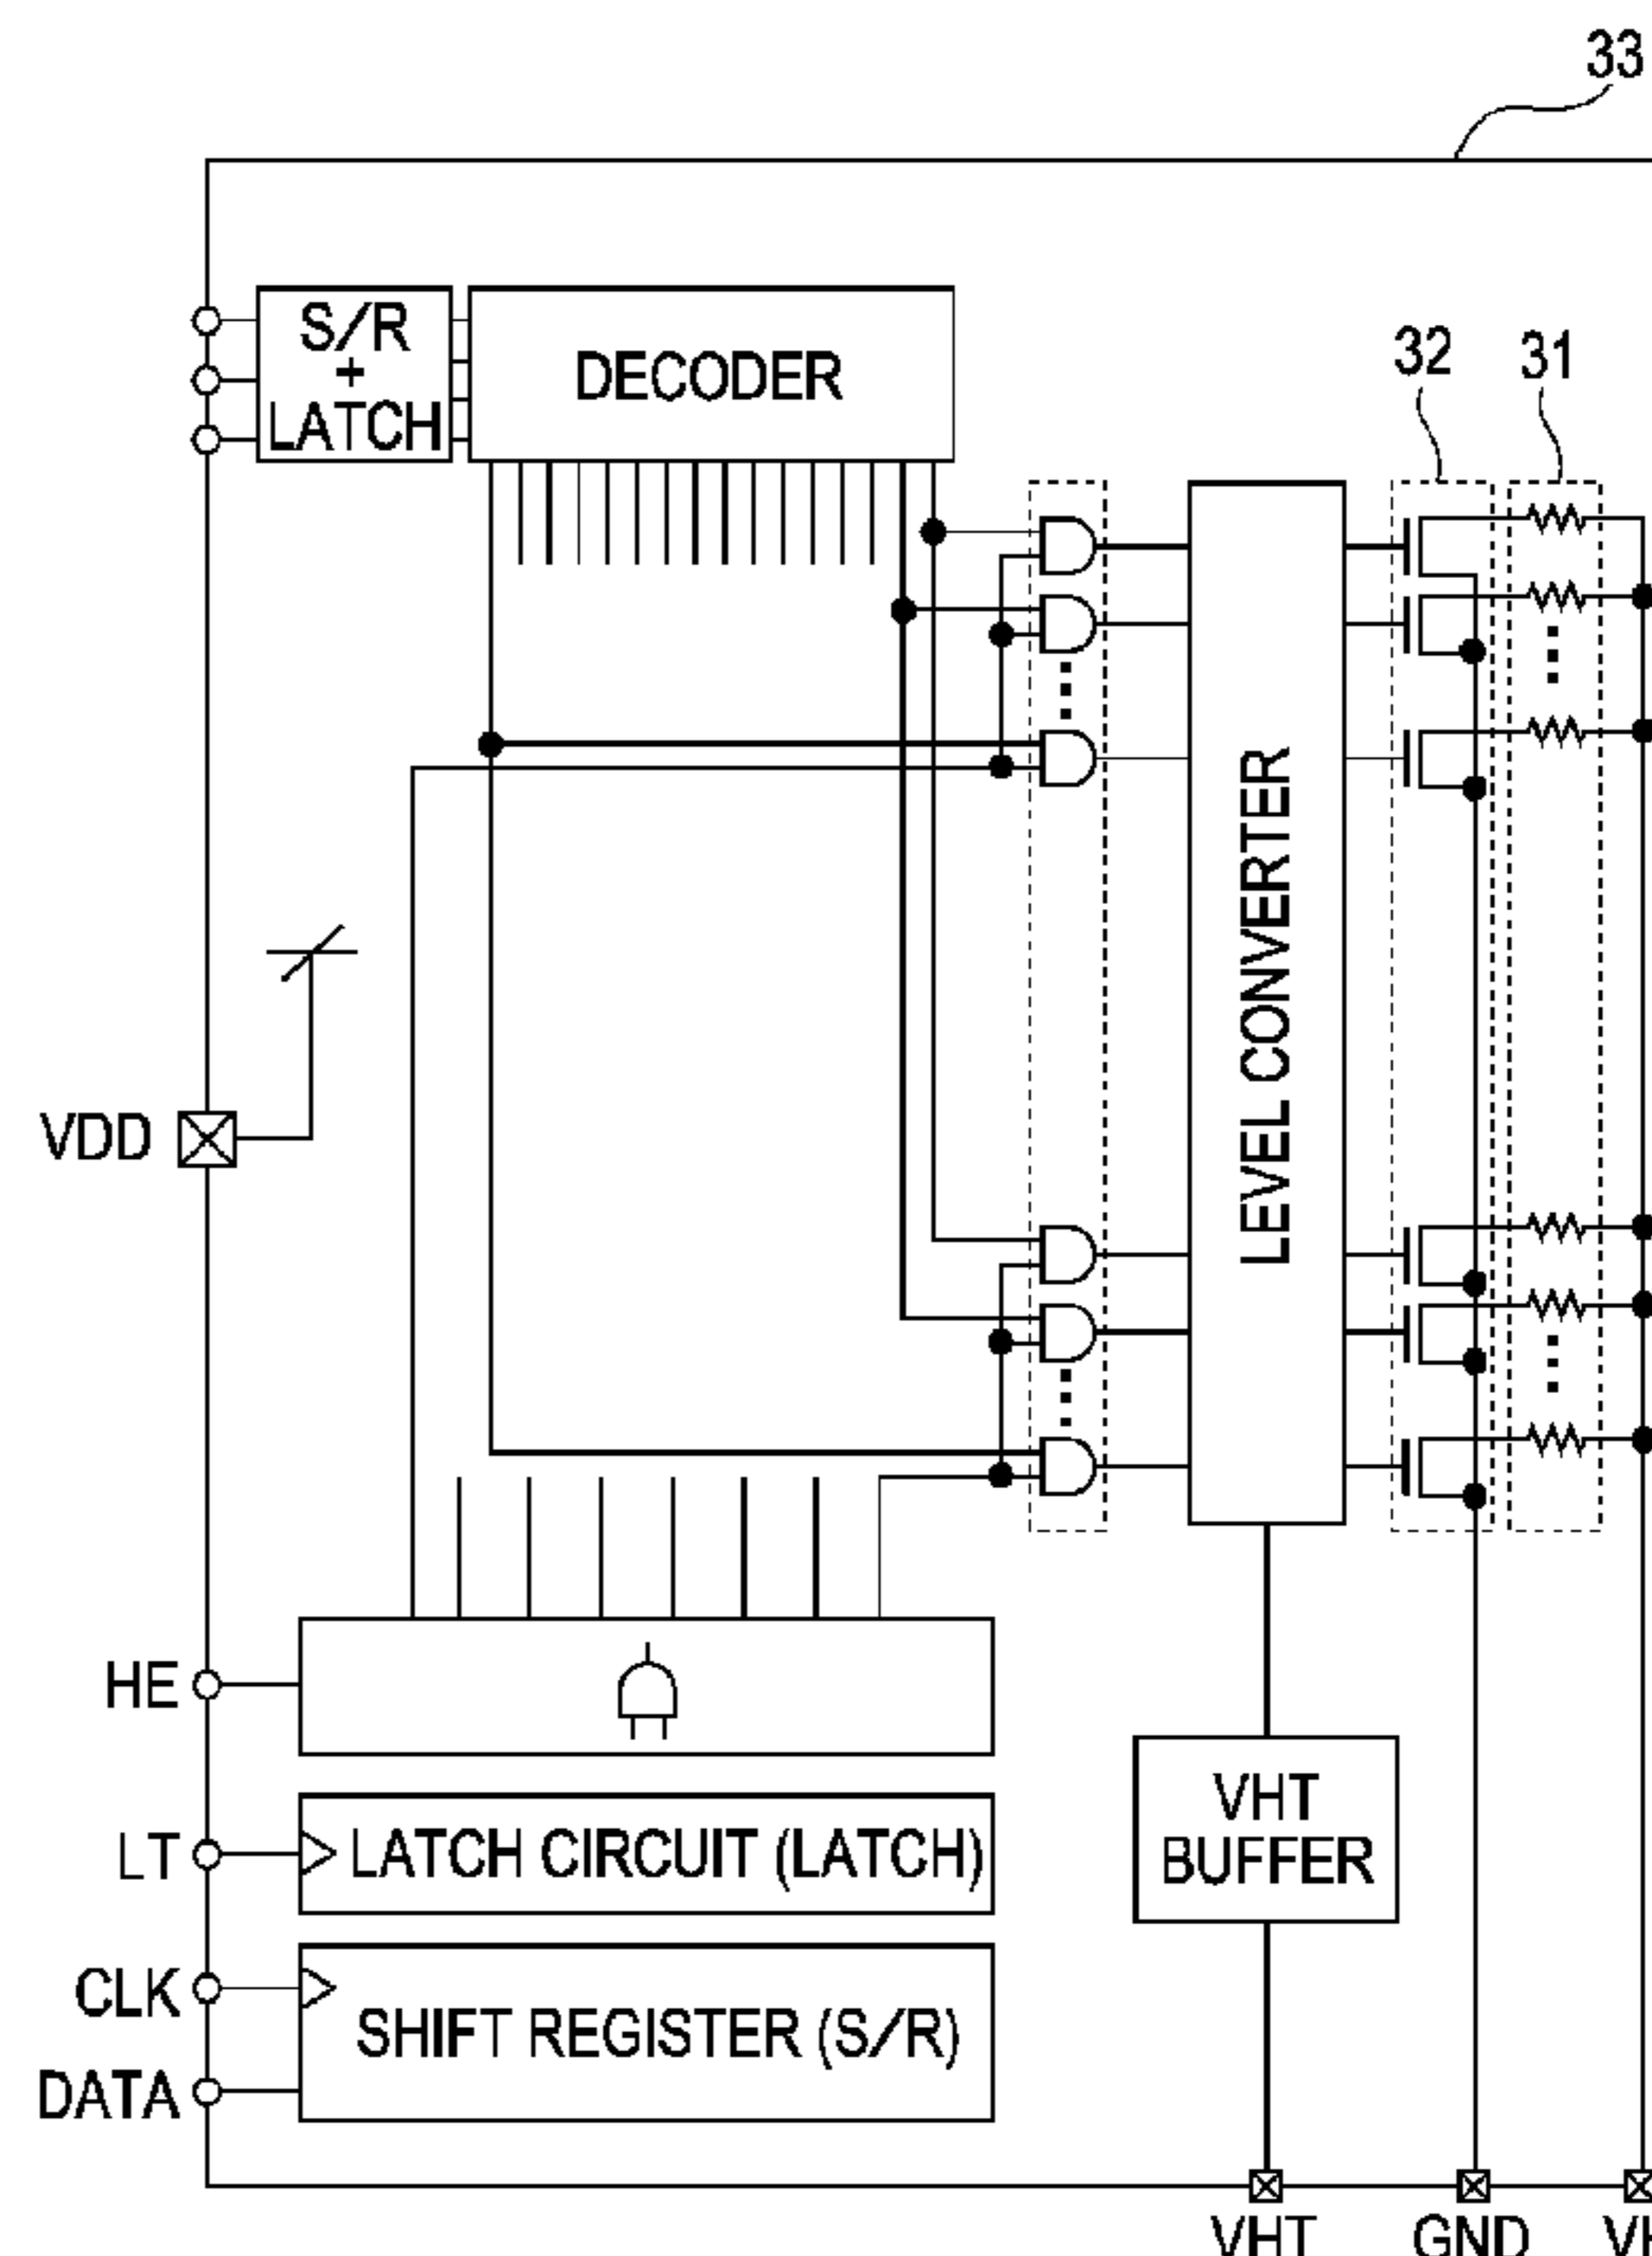 33
S/R
+
LATCH
DECODER
32
31
LEVEL CONVERTER
VDD
HE
LT
LATCH CIRCUIT (LATCH)
VHT
BUFFER
CLK
SHIFT REGISTER (S/R)
DATA
VHT
GND
VH